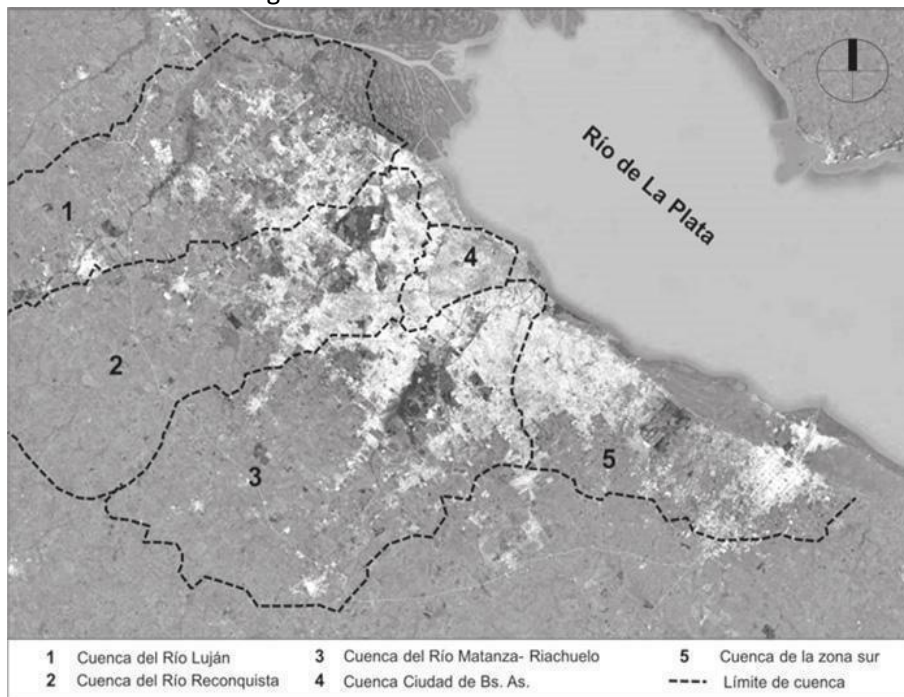 Río de La Plata
1
4
2
3
5
1 Cuenca del Río Luján
2 Cuenca del Río Reconquista
3 Cuenca del Río Matanza- Riachuelo
4 Cuenca Ciudad de Bs. As.
5 Cuenca de la zona sur
Límite de cuenca